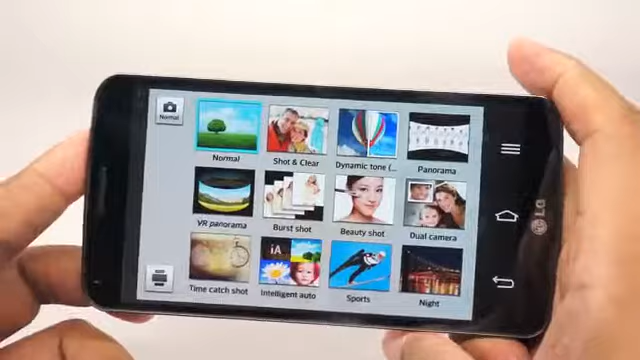 Normal
Normal
Shot & Clear
Dynamic tone (...
Panorama
VR panorama
Burst shot
Beauty shot
Dual camera
Time catch shot
iA
Intelligent auto
Sports
Night
LG